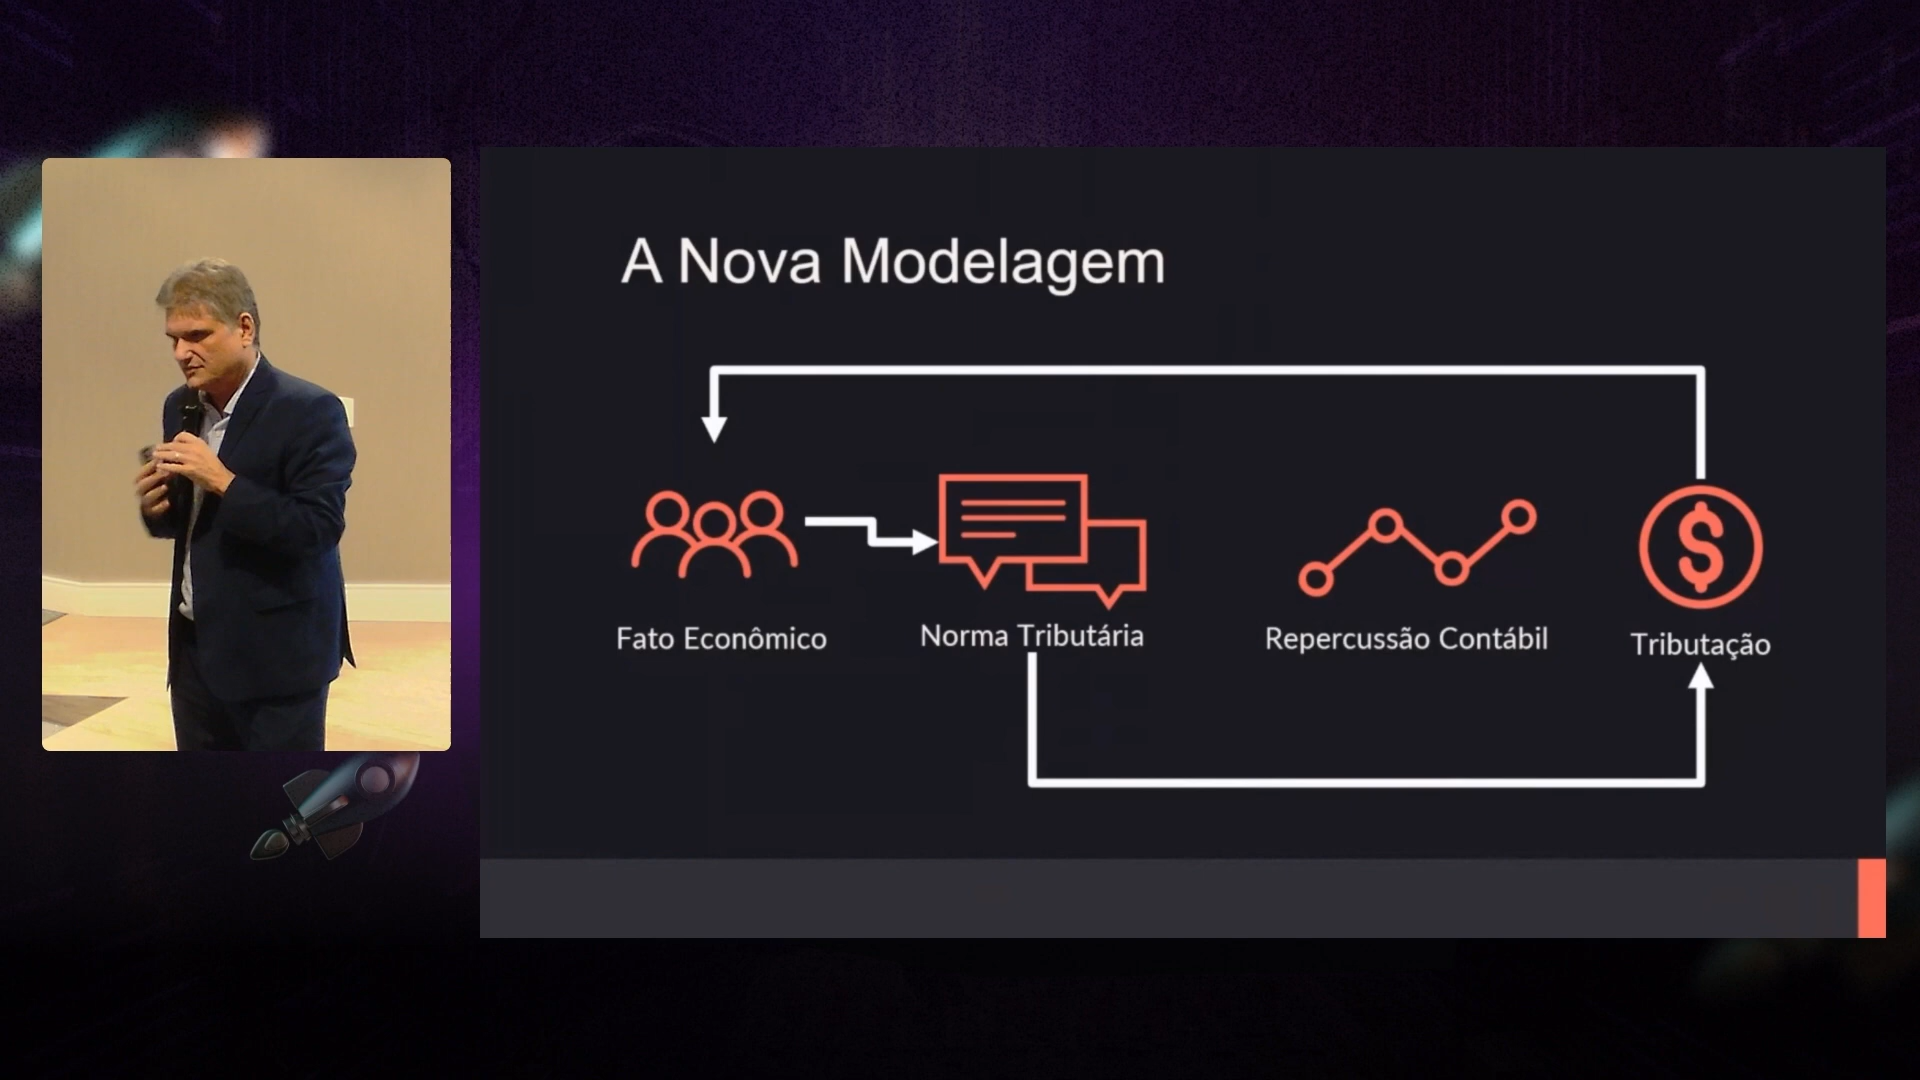 A Nova Modelagem
Fato Econômico
Norma Tributária
Repercussão Contábil
Tributação